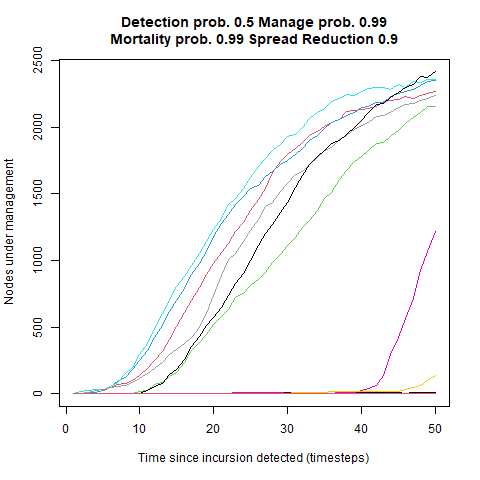 Detection prob. 0.5 Manage prob. 0.99
Mortality prob. 0.99 Spread Reduction 0.9
Nodes under management
2500
2000
1500
1000
500
0
0 10 20 30 40 50
Time since incursion detected (timesteps)